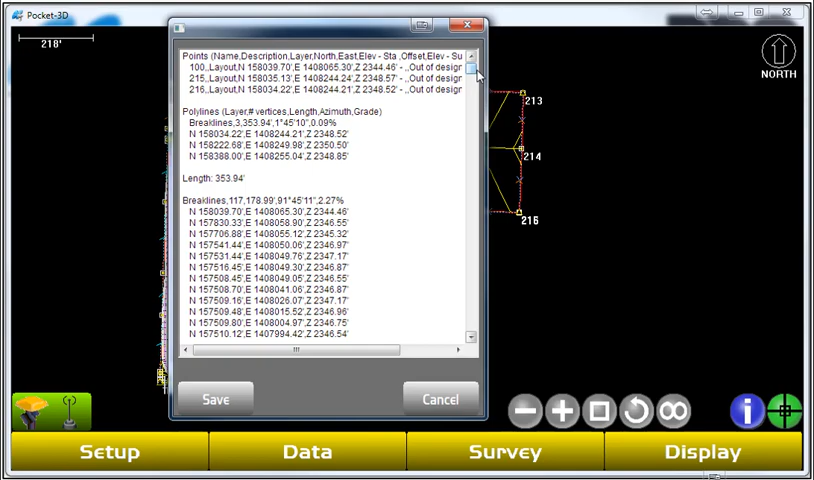 Pocket-3D
218'
NORTH
Points (Name,Description,Layer,North,East,Elev - Sta ,Offset,Elev - Su
100,,Layout,N 158039.70,E 1408065.30,Z 2344.46 - ,,Out of design
215,,Layout,N 158035.13,E 1408244.24,Z 2348.57 - ,,Out of design
216,,Layout,N 158034.22,E 1408244.21,Z 2348.52 - ,,Out of design
Polylines (Layer,# vertices,Length,Azimuth,Grade)
Breaklines,3,353.94',1°45'10",0.09%
N 158034.22',E 1408244.21,Z 2348.52
N 158222.68',E 1408249.98,Z 2350.50
N 158388.00',E 1408255.04,Z 2348.85
Length: 353.94'
Breaklines,117,178.99',91°45'11",2.27%
N 158039.70',E 1408065.30,Z 2344.46
N 157830.33',E 1408058.90,Z 2346.55
N 157706.88',E 1408055.12,Z 2345.32
N 157541.44',E 1408050.06,Z 2346.97
N 157531.44',E 1408049.76,Z 2347.17
N 157516.45',E 1408049.30,Z 2346.87
N 157508.45',E 1408049.05,Z 2346.55
N 157508.70',E 1408041.06,Z 2346.87
N 157509.16',E 1408026.07,Z 2347.17
N 157509.48',E 1408015.52,Z 2346.96
N 157509.80',E 1408004.97,Z 2346.75
N 157510.12',E 1407994.42,Z 2346.54
213
214
216
Save
Cancel
Setup
Data
Survey
Display